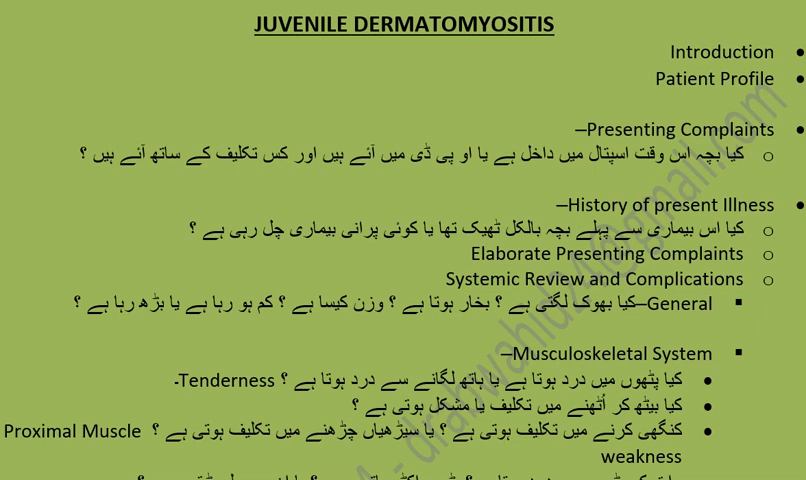 JUVENILE DERMATOMYOSITIS
• Introduction
• Patient Profile
• Presenting Complaints–
o کیا بچہ اس وقت اسپتال میں داخل ہے یا او پی ڈی میں آئے ہیں اور کس تکلیف کے ساتھ آئے ہیں ؟
• History of present Illness–
o کیا اس بیماری سے پہلے بچہ بالکل ٹھیک تھا یا کوئی پرانی بیماری چل رہی ہے ؟
o Elaborate Presenting Complaints
o Systemic Review and Complications
▪ General–کیا بھوک لگتی ہے ؟ بخار ہوتا ہے ؟ وزن کیسا ہے ؟ کم ہو رہا ہے یا بڑھ رہا ہے ؟
▪ Musculoskeletal System–
• کیا پٹھوں میں درد ہوتا ہے یا ہاتھ لگانے سے درد ہوتا ہے ؟ Tenderness-
• کیا بیٹھ کر اُٹھنے میں تکلیف یا مشکل ہوتی ہے ؟
• کنگھی کرنے میں تکلیف ہوتی ہے ؟ یا سیڑھیاں چڑھنے میں تکلیف ہوتی ہے ؟ Proximal Muscle
weakness
drabwahid24@gmail.com